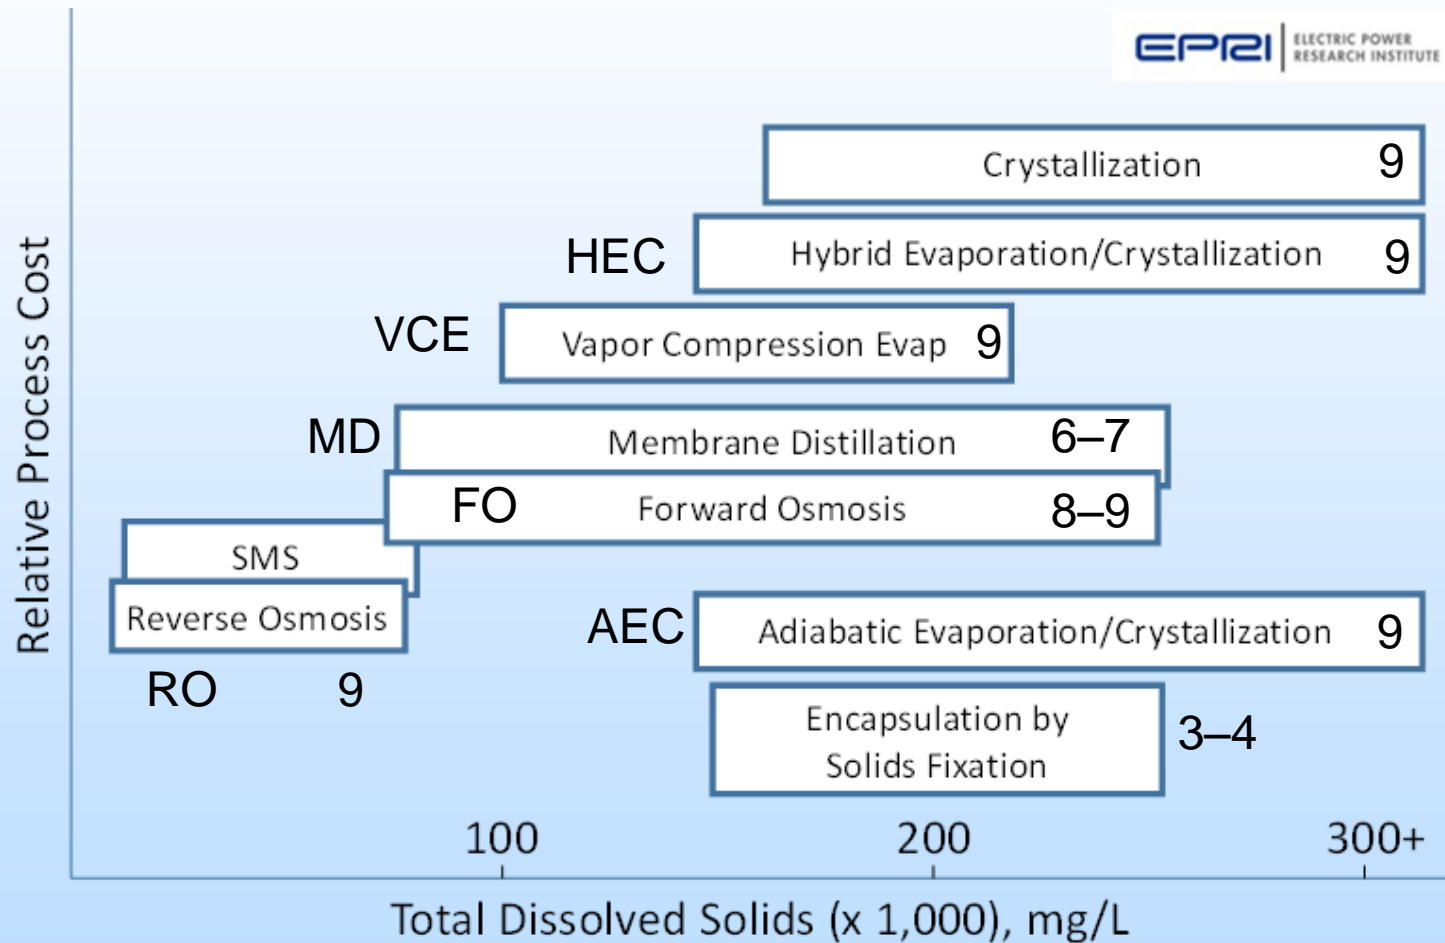 EPRI
ELECTRIC POWER
RESEARCH INSTITUTE
Relative Process Cost
Crystallization 9
HEC Hybrid Evaporation/Crystallization 9
VCE Vapor Compression Evap 9
MD Membrane Distillation 6–7
FO Forward Osmosis 8–9
SMS
Reverse Osmosis
RO 9
AEC Adiabatic Evaporation/Crystallization 9
Encapsulation by
Solids Fixation
3–4
100 200 300+
Total Dissolved Solids (x 1,000), mg/L